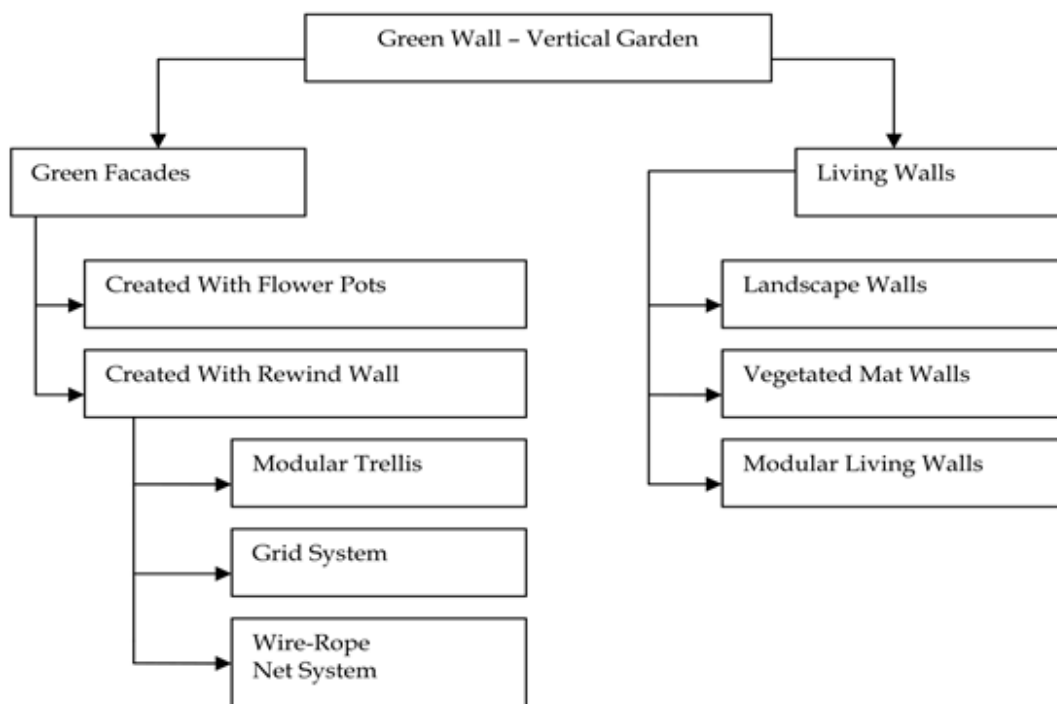 Green Wall – Vertical Garden
Green Facades
Living Walls
Created With Flower Pots
Created With Rewind Wall
Modular Trellis
Grid System
Wire-Rope
Net System
Landscape Walls
Vegetated Mat Walls
Modular Living Walls